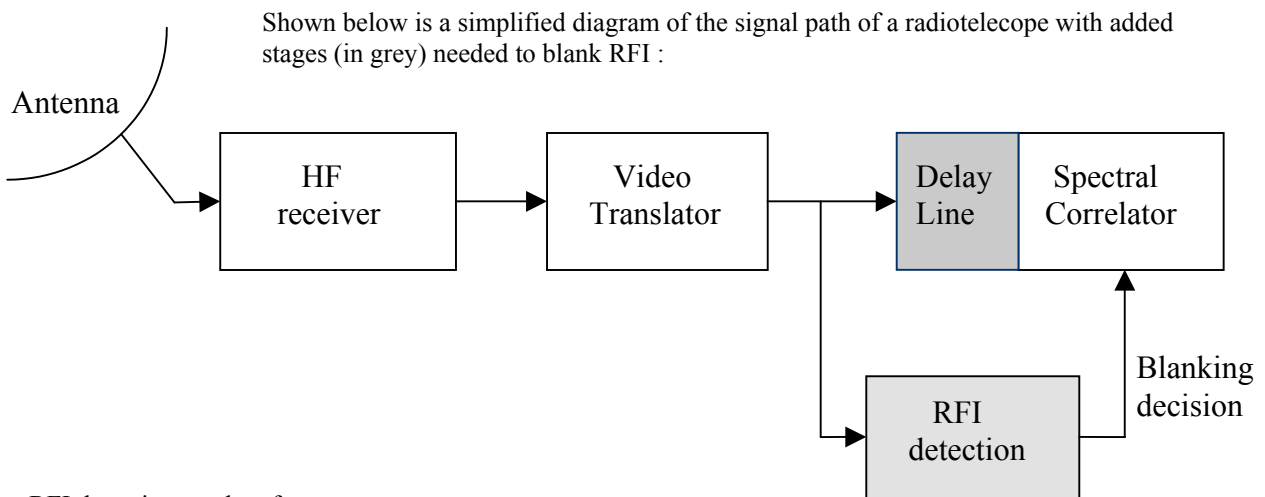 Shown below is a simplified diagram of the signal path of a radiotelecope with added
stages (in grey) needed to blank RFI :
Antenna
HF
receiver
Video
Translator
Delay
Line
Spectral
Correlator
Blanking
decision
RFI
detection